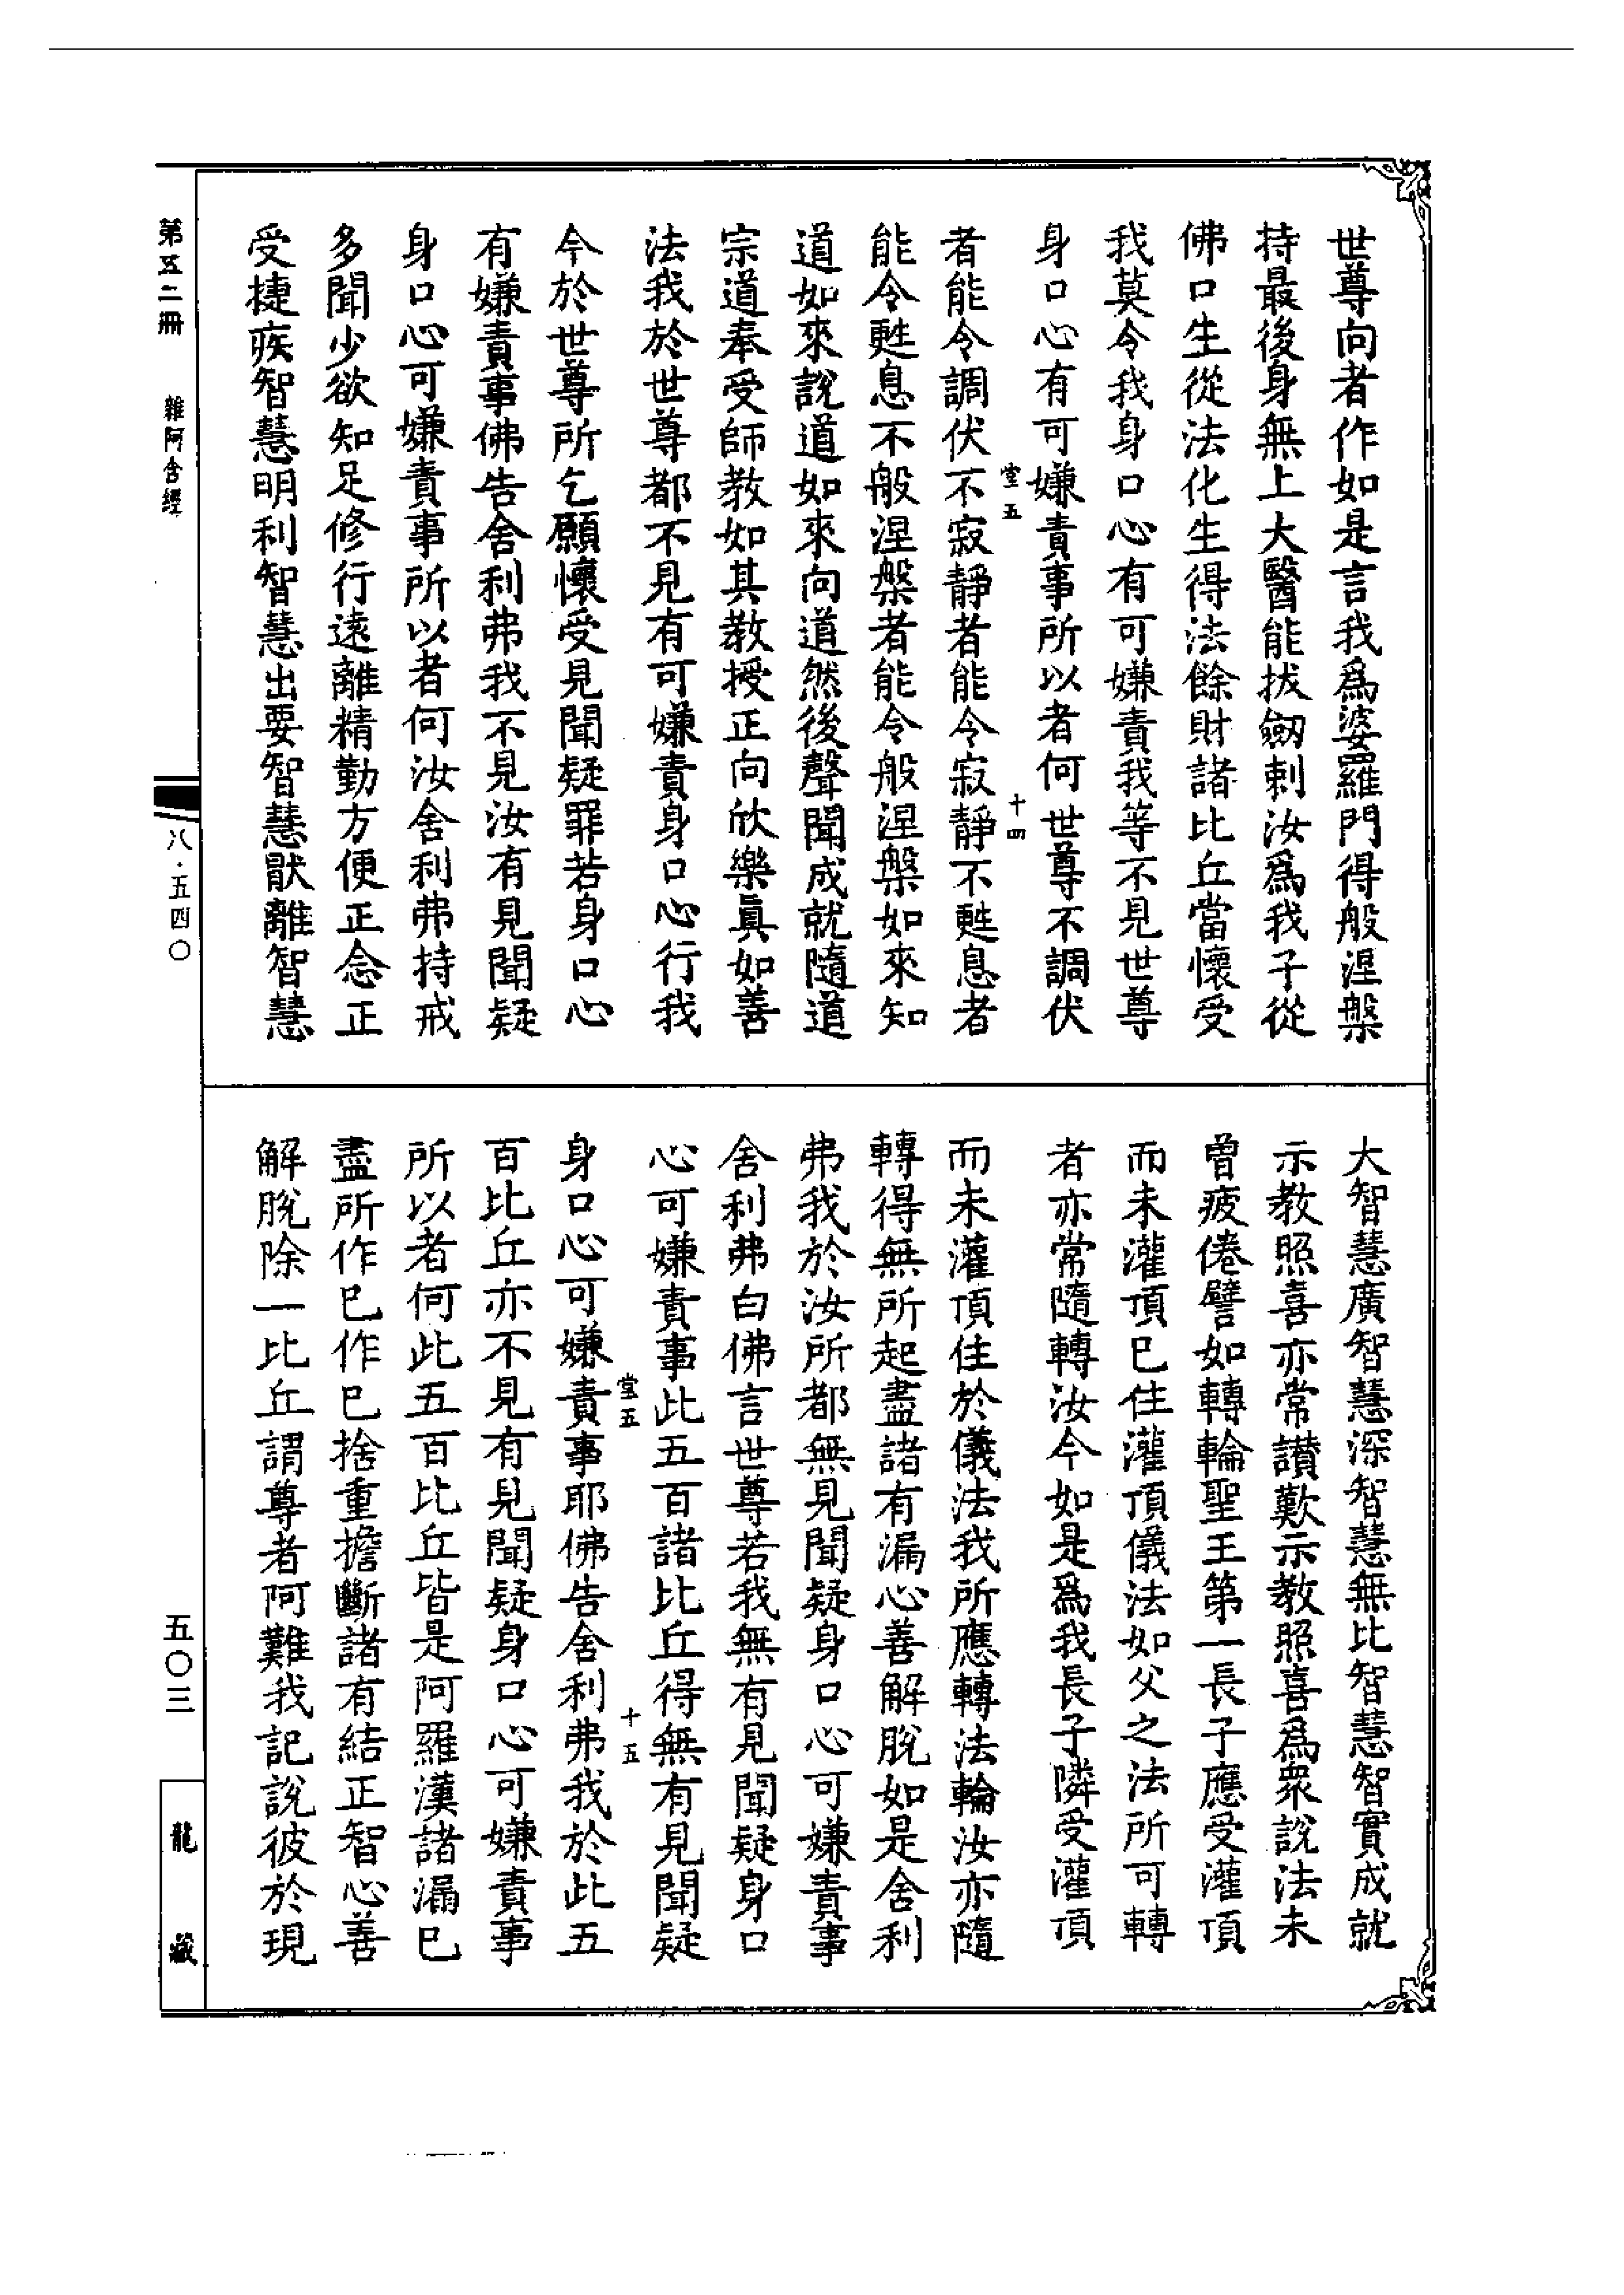 世尊向者作如是言我爲婆羅門得般涅槃
持最後身無上大醫能拔劒刺汝爲我子從
佛口生從法化生得法餘財諸比丘當懷受
我莫令我身口心有可嫌責我等不見世尊
身口心有可嫌責事所以者何世尊不調伏
堂五 十四
者能令調伏不寂靜者能令寂靜不甦息者
能令甦息不般涅槃者能令般涅槃如來知
道如來說道如來向道然後聲聞成就隨道
宗道奉受師教如其教授正向欣樂眞如善
法我於世尊都不見有可嫌責身口心行我
今於世尊所乞願懷受見聞疑罪若身口心
有嫌責事佛告舍利弗我不見汝有見聞疑
身口心可嫌責事所以者何汝舍利弗持戒
多聞少欲知足修行遠離精勤方便正念正
受捷疾智慧明利智慧出要智慧猒離智慧
大智慧廣智慧深智慧無比智慧智實成就
示教照喜亦常讚歎示教照喜爲衆說法未
曾疲倦譬如轉輪聖王第一長子應受灌頂
而未灌頂已住灌頂儀法如父之法所可轉
者亦常隨轉汝今如是爲我長子隣受灌頂
而未灌頂住於儀法我所應轉法輪汝亦隨
轉得無所起盡諸有漏心善解脫如是舍利
弗我於汝所都無見聞疑身口心可嫌責事
舍利弗白佛言世尊若我無有見聞疑身口
心可嫌責事此五百諸比丘得無有見聞疑
堂五 十五
身口心可嫌責事耶佛告舍利弗我於此五
百比丘亦不見有見聞疑身口心可嫌責事
所以者何此五百比丘皆是阿羅漢諸漏已
盡所作已作已捨重擔斷諸有結正智心善
解脫除一比丘謂尊者阿難我記說彼於現
第五二冊 雜阿含經
八·五四〇
五〇三
龍藏